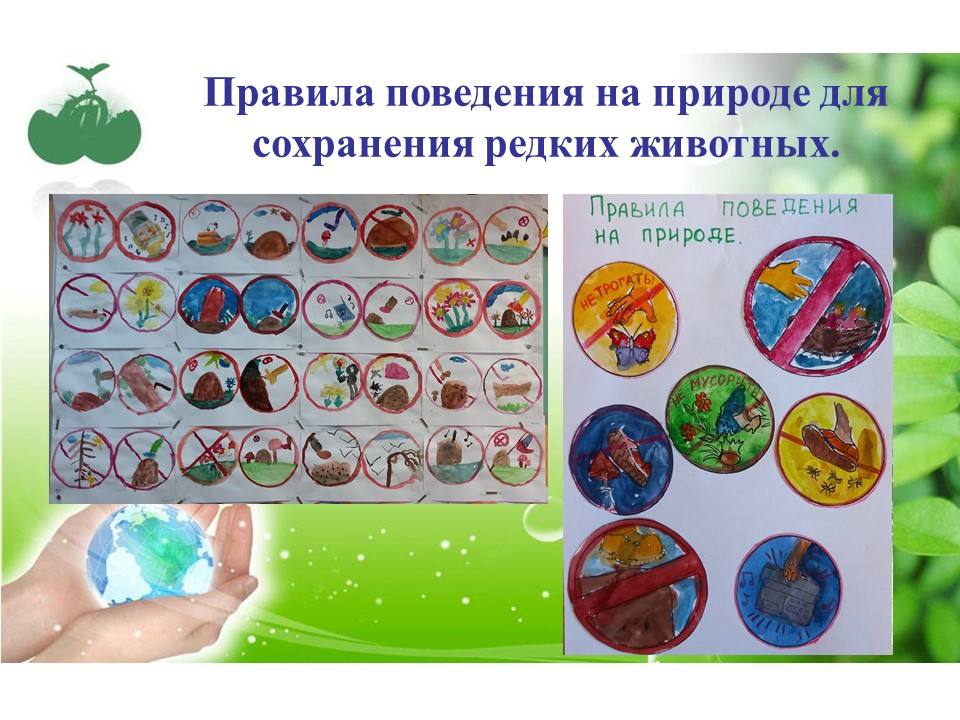 Правила поведения на природе для
сохранения редких животных.
ПРАВИЛА ПОВЕДЕНИЯ
НА ПРИРОДЕ.
НЕ ТРОГАТЬ!
НЕ МУСОРИТЬ